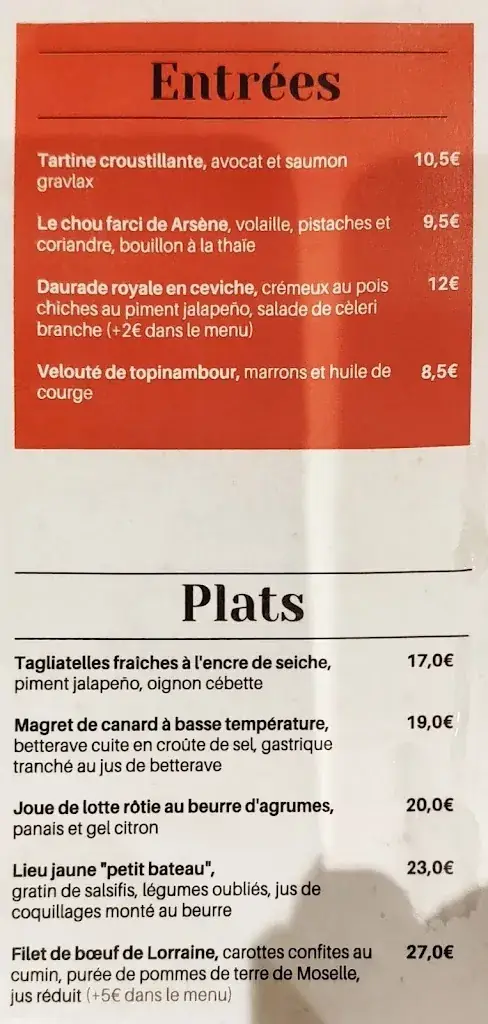 Entrées
Tartine croustillante, avocat et saumon 10,5€
gravlax
Le chou farci de Arsène, volaille, pistaches et 9,5€
coriandre, bouillon à la thaïe
Daurade royale en ceviche, crémeux au pois 12€
chiches au piment jalapeño, salade de cèleri
branche (+2€ dans le menu)
Velouté de topinambour, marrons et huile de 8,5€
courge
Plats
Tagliatelles fraîches à l'encre de seiche, 17,0€
piment jalapeño, oignon cébette
Magret de canard à basse température, 19,0€
betterave cuite en croûte de sel, gastrique
tranché au jus de betterave
Joue de lotte rôtie au beurre d'agrumes, 20,0€
panais et gel citron
Lieu jaune "petit bateau", 23,0€
gratin de salsifis, légumes oubliés, jus de
coquillages monté au beurre
Filet de bœuf de Lorraine, carottes confites au 27,0€
cumin, purée de pommes de terre de Moselle,
jus réduit (+5€ dans le menu)